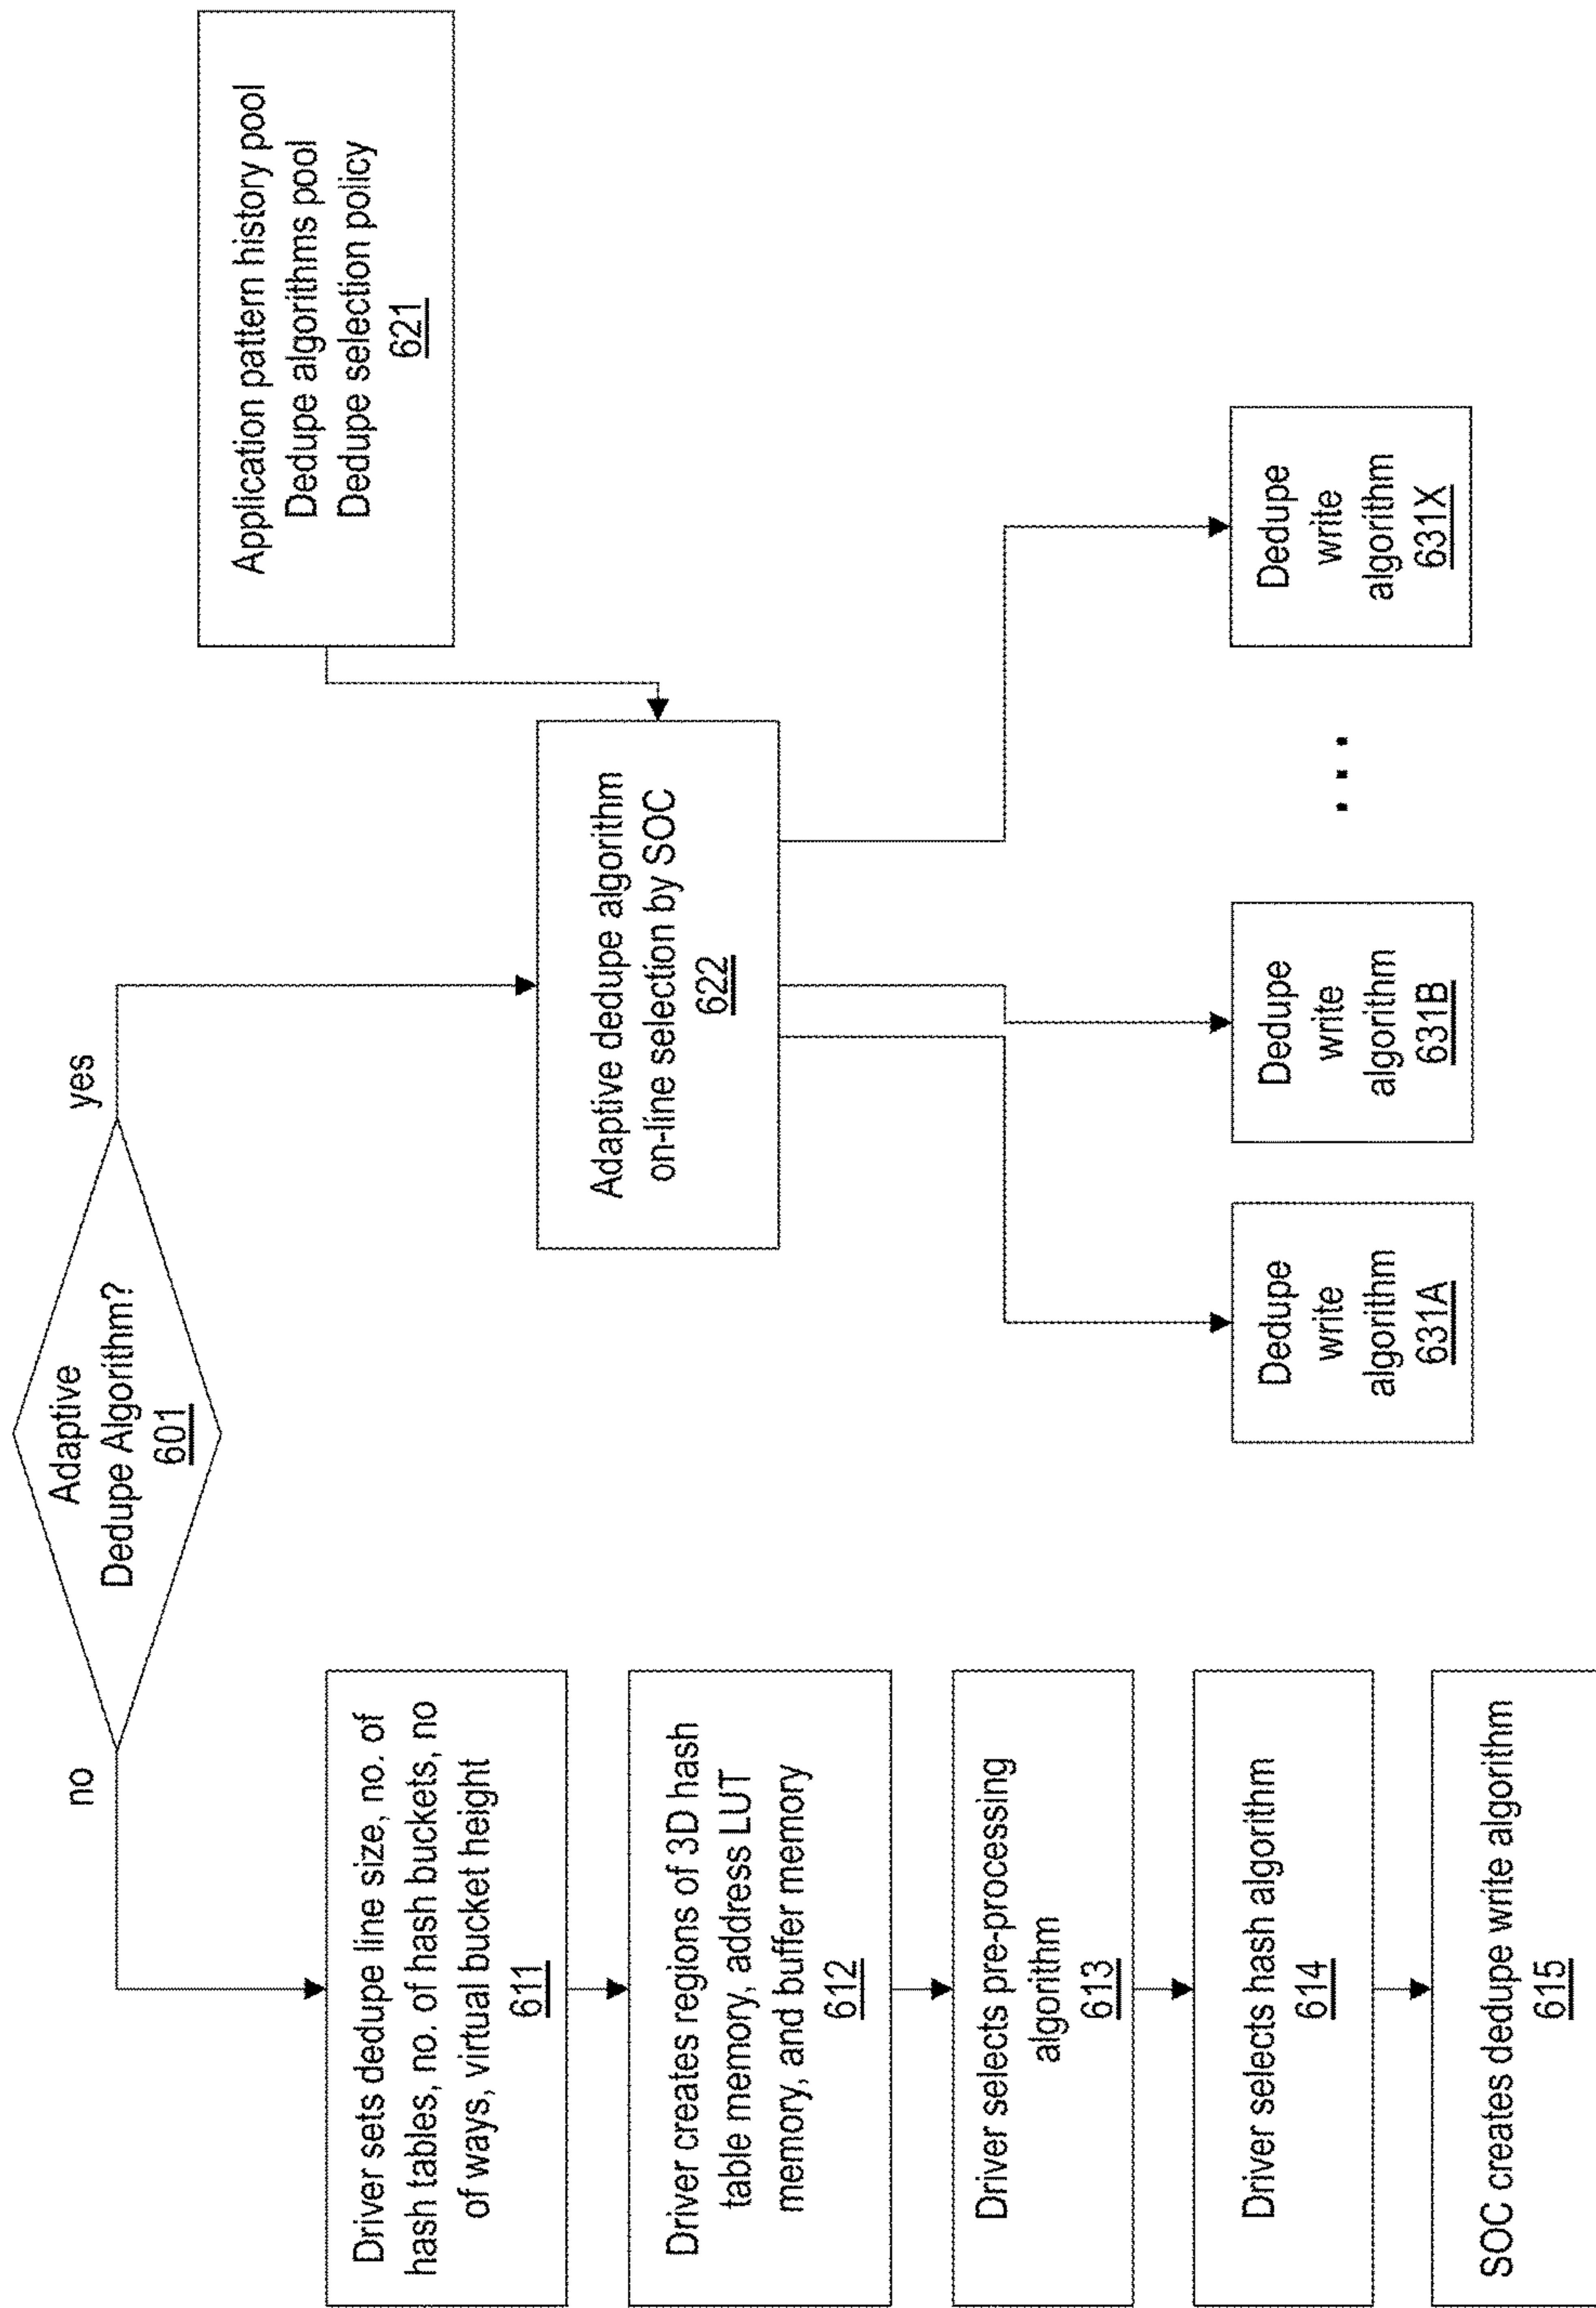 Adaptive
Dedupe Algorithm?
601
no
yes
Driver sets dedupe line size, no. of
hash tables, no. of hash buckets, no
of ways, virtual bucket height
611
Driver creates regions of 3D hash
table memory, address LUT
memory, and buffer memory
612
Driver selects pre-processing
algorithm
613
Driver selects hash algorithm
614
SOC creates dedupe write algorithm
615
Application pattern history pool
Dedupe algorithms pool
Dedupe selection policy
621
Adaptive dedupe algorithm
on-line selection by SOC
622
Dedupe
write
algorithm
631A
Dedupe
write
algorithm
631B
. . .
Dedupe
write
algorithm
631X